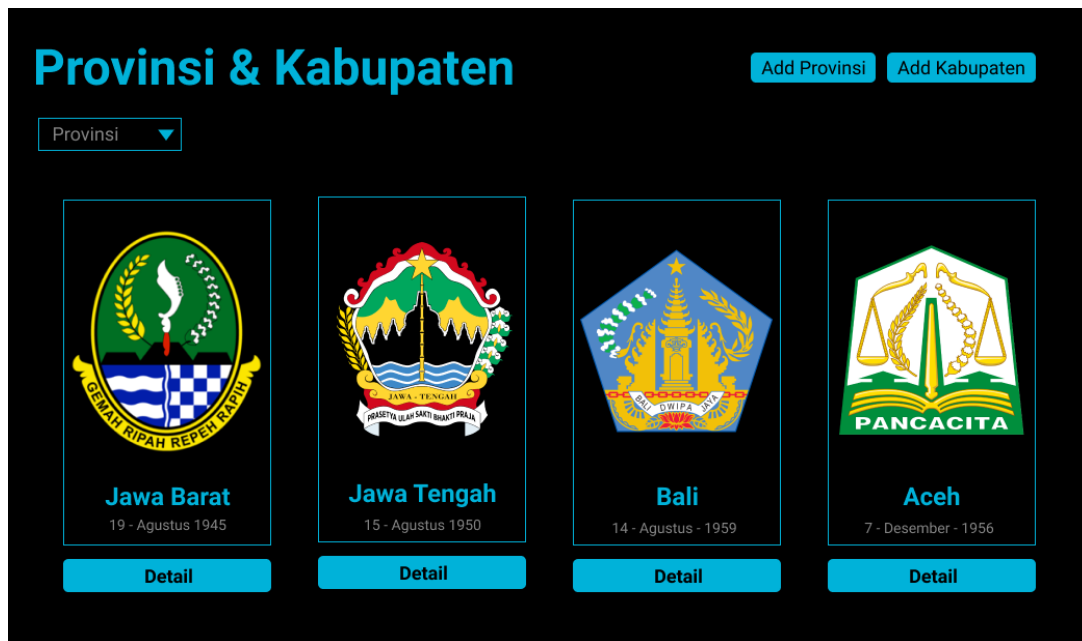 Provinsi & Kabupaten
Add Provinsi
Add Kabupaten
Provinsi
GEMAH RIPAH REPEH RAPIH
JAWA - TENGAH
PRASETYA ULAH SAKTI BHAKTI PRAJA
BALI DWIPA JAYA
PANCACITA
Jawa Barat
Jawa Tengah
Bali
Aceh
19 - Agustus 1945
15 - Agustus 1950
14 - Agustus - 1959
7 - Desember - 1956
Detail
Detail
Detail
Detail